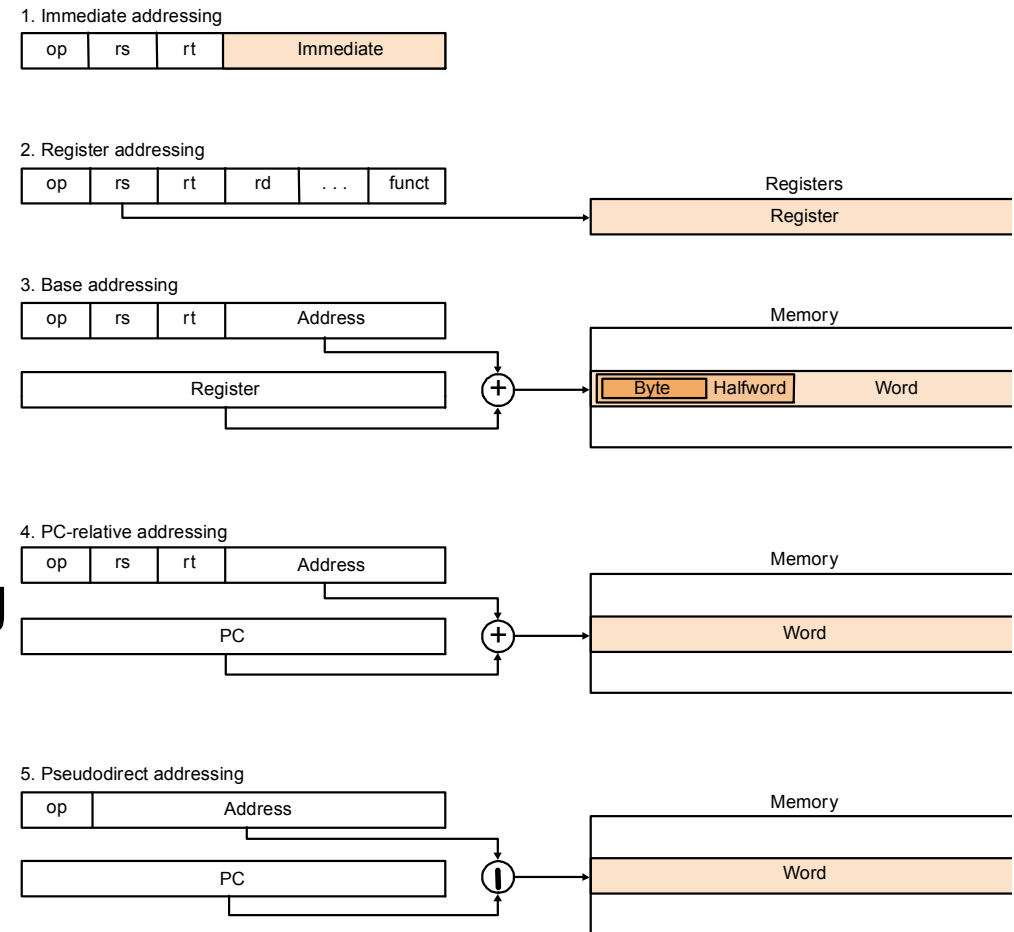 1. Immediate addressing
op rs rt Immediate
2. Register addressing
op rs rt rd . . . funct
Registers
Register
3. Base addressing
op rs rt Address
Memory
Register
+
Byte Halfword Word
4. PC-relative addressing
op rs rt Address
Memory
PC
+
Word
5. Pseudodirect addressing
op Address
Memory
PC
|
Word